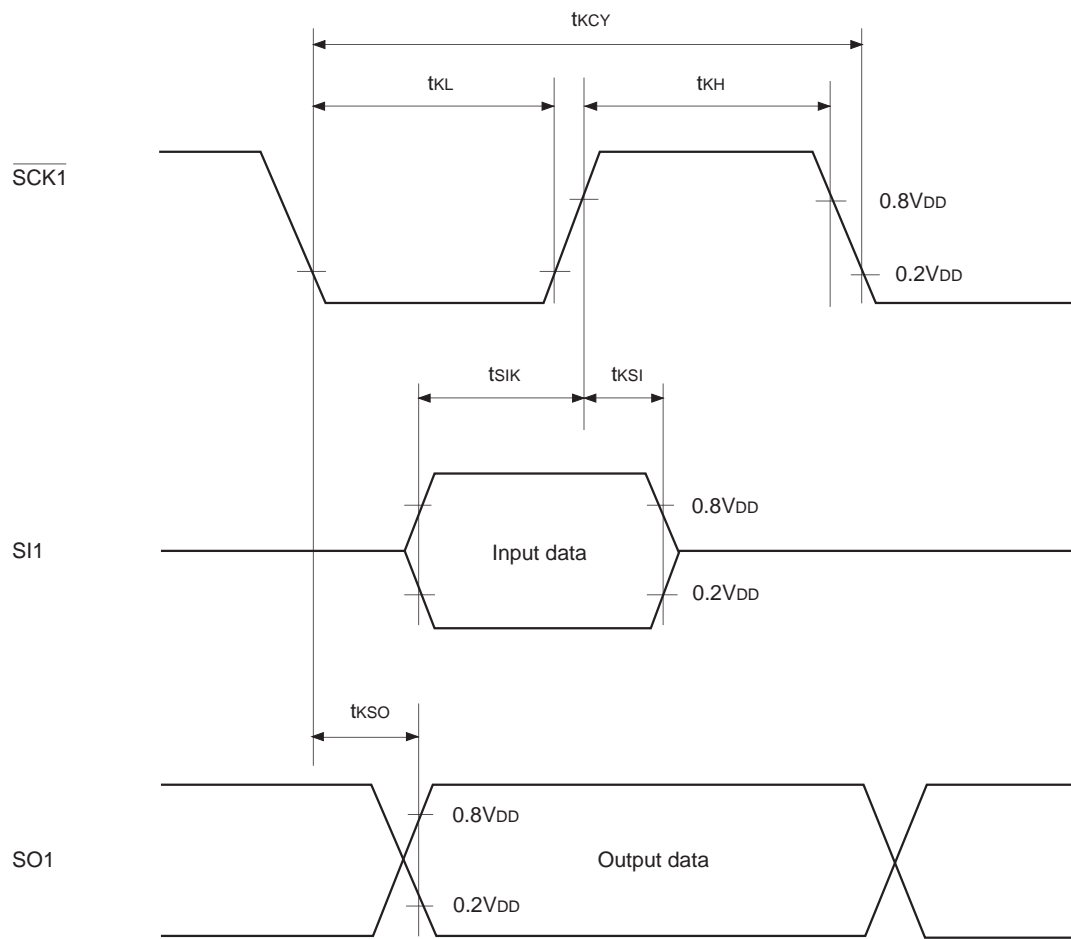 tKCY
tKL
tKH
SCK1
0.8VDD
0.2VDD
tSIK
tKSI
0.8VDD
SI1
Input data
0.2VDD
tKSO
0.8VDD
SO1
Output data
0.2VDD